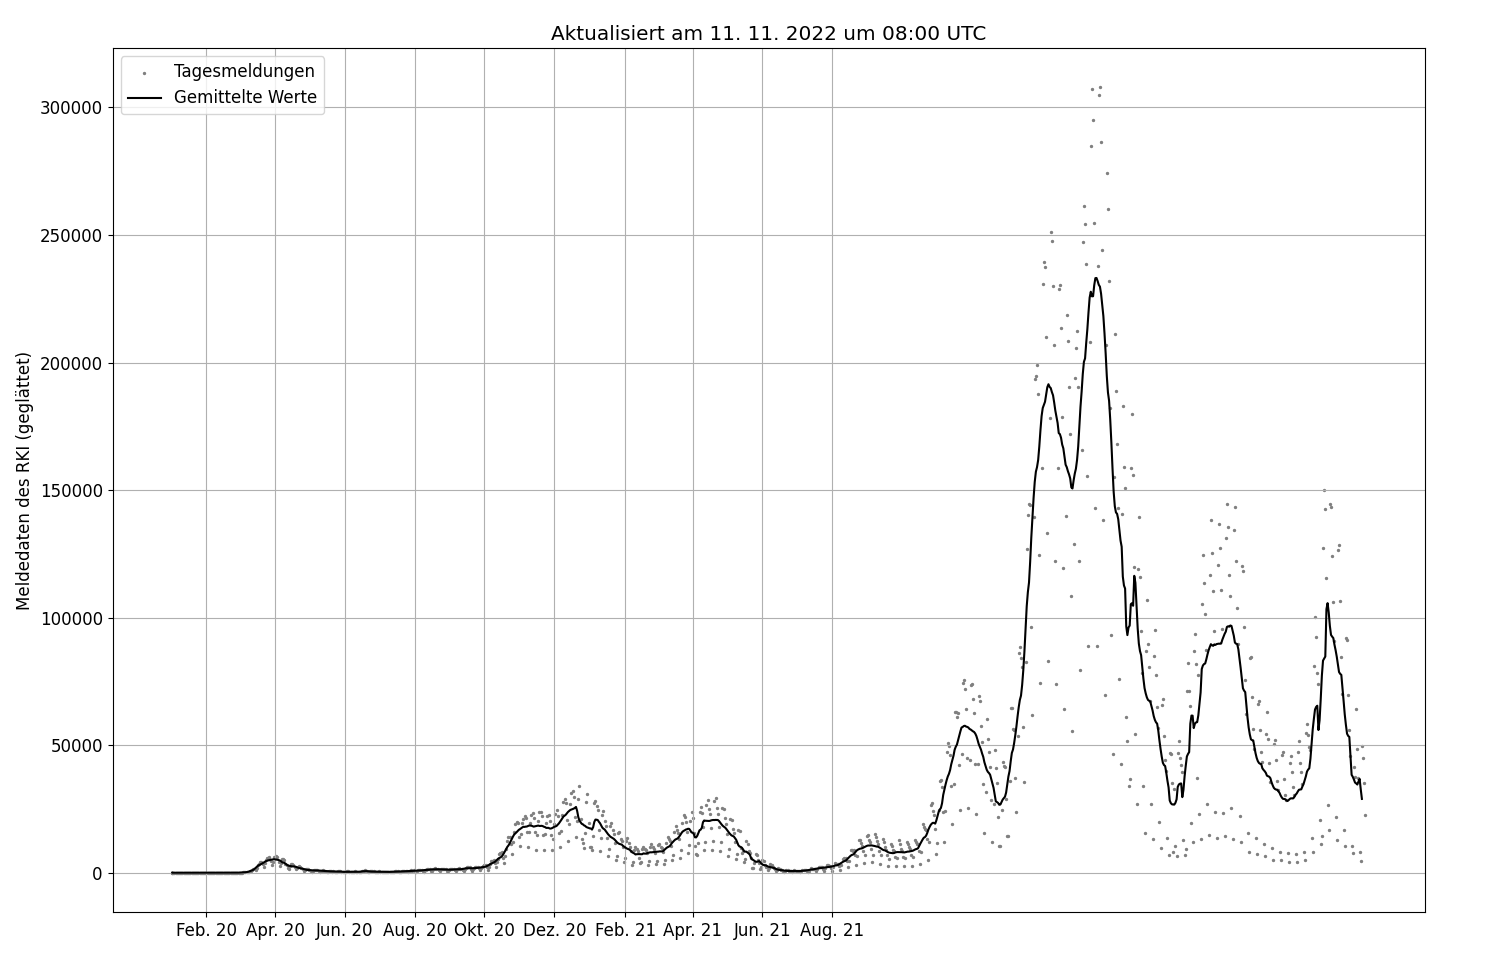 Aktualisiert am 11. 11. 2022 um 08:00 UTC
Tagesmeldungen
Gemittelte Werte
Meldedaten des RKI (geglättet)
300000
250000
200000
150000
100000
50000
0
Feb. 20 Apr. 20 Jun. 20 Aug. 20 Okt. 20 Dez. 20 Feb. 21 Apr. 21 Jun. 21 Aug. 21